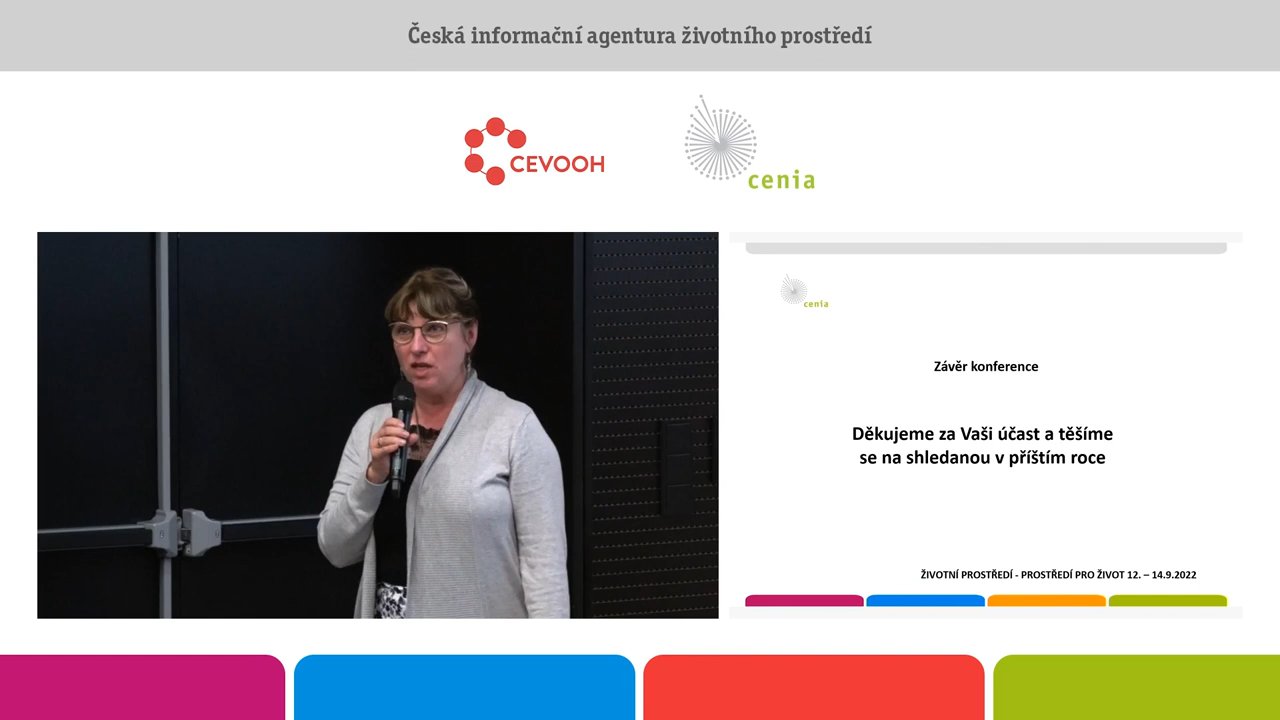 Česká informační agentura životního prostředí
CEVOOH
cenia
cenia
Závěr konference
Děkujeme za Vaši účast a těšíme
se na shledanou v příštím roce
ŽIVOTNÍ PROSTŘEDÍ - PROSTŘEDÍ PRO ŽIVOT 12. – 14.9.2022